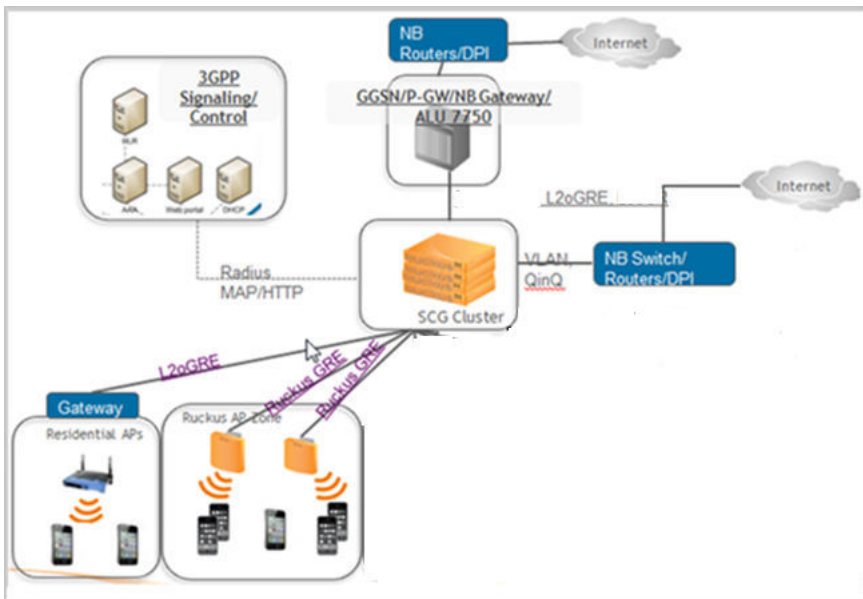 NB
Routers/DPI
Internet
3GPP
Signaling/
Control
GGSN/P-GW/NB Gateway/
ALU 7750
HLR
AAA
Web portal
DHCP
L2oGRE,
Internet
Radius
MAP/HTTP
VLAN,
QinQ
NB Switch/
Routers/DPI
SCG Cluster
L2oGRE
Ruckus GRE
Ruckus GRE
Gateway
Residential APs
Ruckus AP Zone